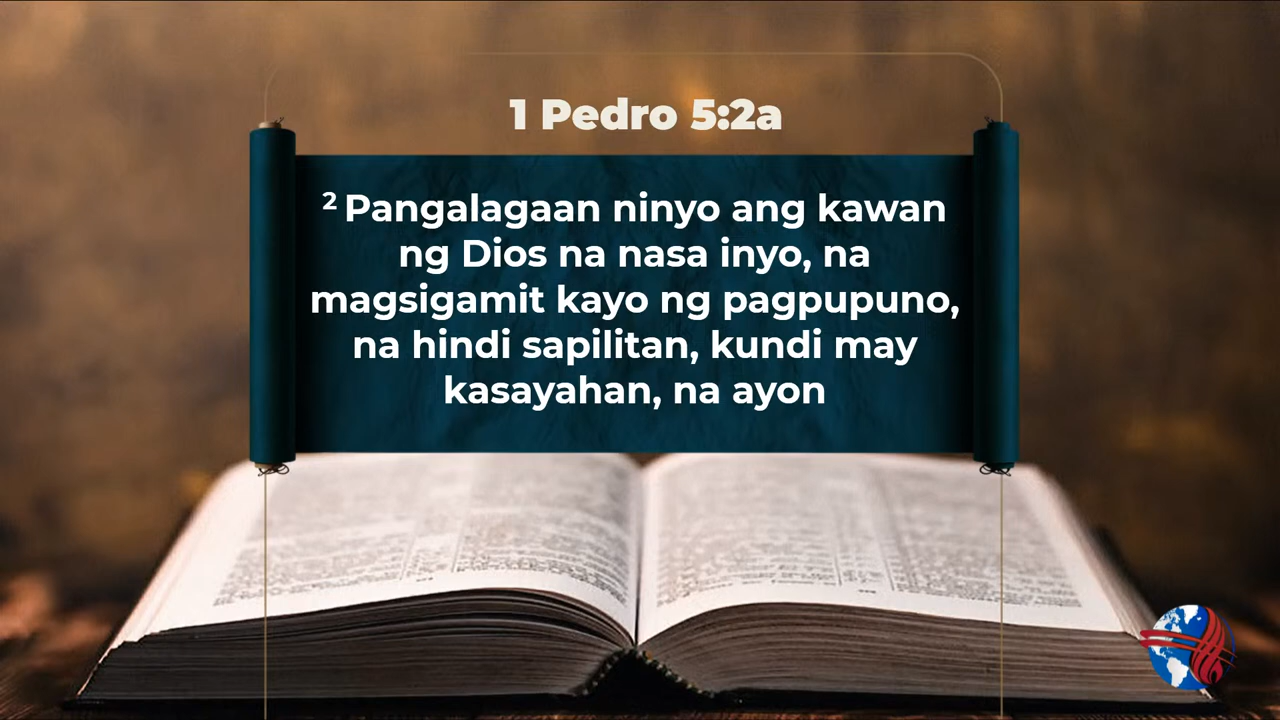 1 Pedro 5:2a
² Pangalagaan ninyo ang kawan
ng Dios na nasa inyo, na
magsigamit kayo ng pagpupuno,
na hindi sapilitan, kundi may
kasayahan, na ayon